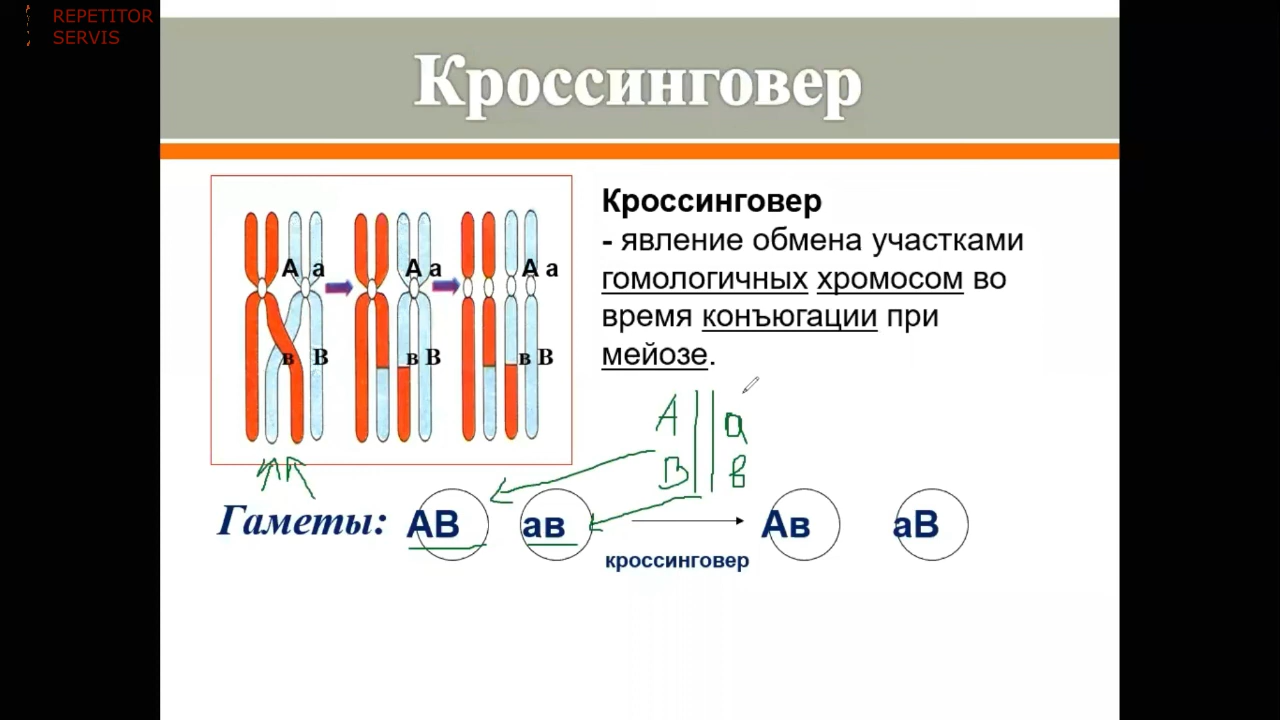 REPETITOR
SERVIS
Кроссинговер
А а
А а
А а
в В
в В
в В
Кроссинговер
- явление обмена участками
гомологичных хромосом во
время конъюгации при
мейозе.
А а
В в
Гаметы: АВ ав Ав аВ
кроссинговер